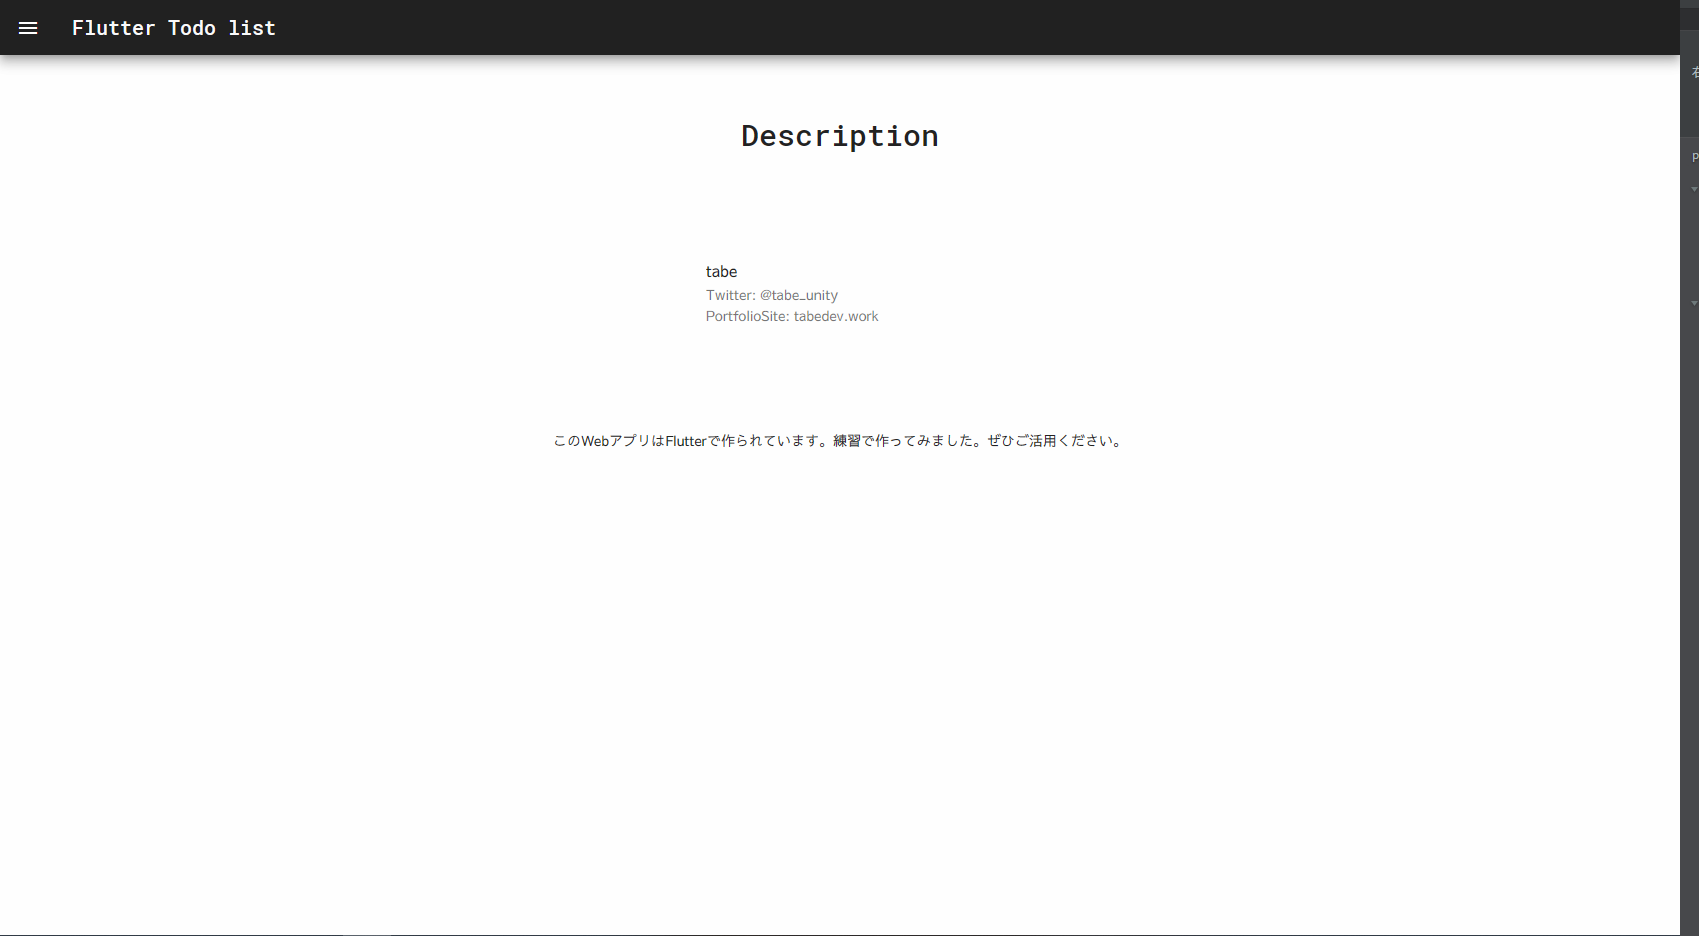 Flutter Todo list
Description
tabe
Twitter: @tabe_unity
PortfolioSite: tabedev.work
このWebアプリはFlutterで作られています。練習で作ってみました。ぜひご活用ください。